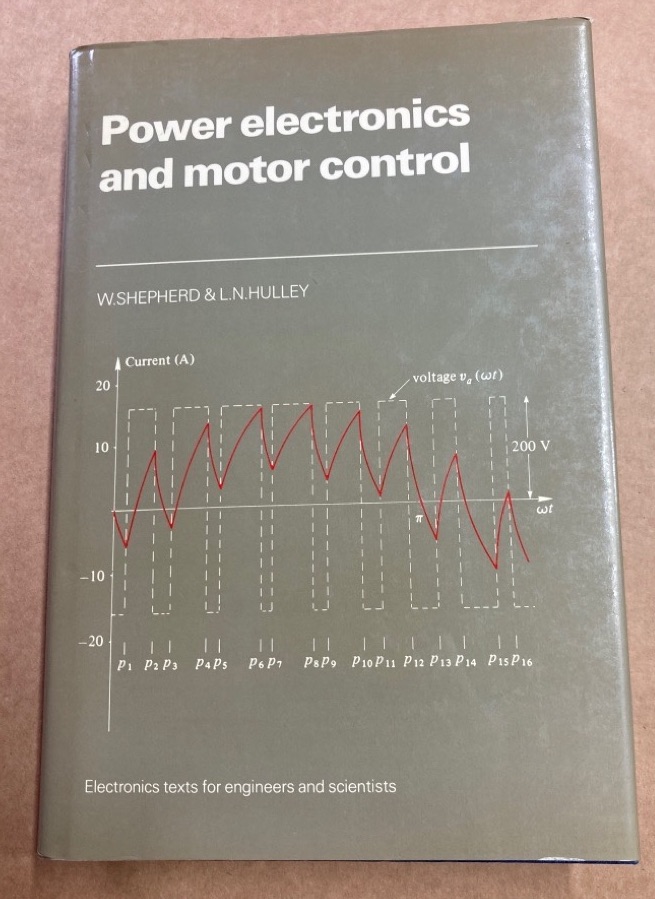 Power electronics
and motor control
W.SHEPHERD & L.N.HULLEY
Current (A)
voltage vₐ (ωt)
20
10
200 V
ωt
π
−10
−20
p₁ p₂ p₃ p₄ p₅ p₆ p₇ p₈ p₉ p₁₀ p₁₁ p₁₂ p₁₃ p₁₄ p₁₅ p₁₆
Electronics texts for engineers and scientists